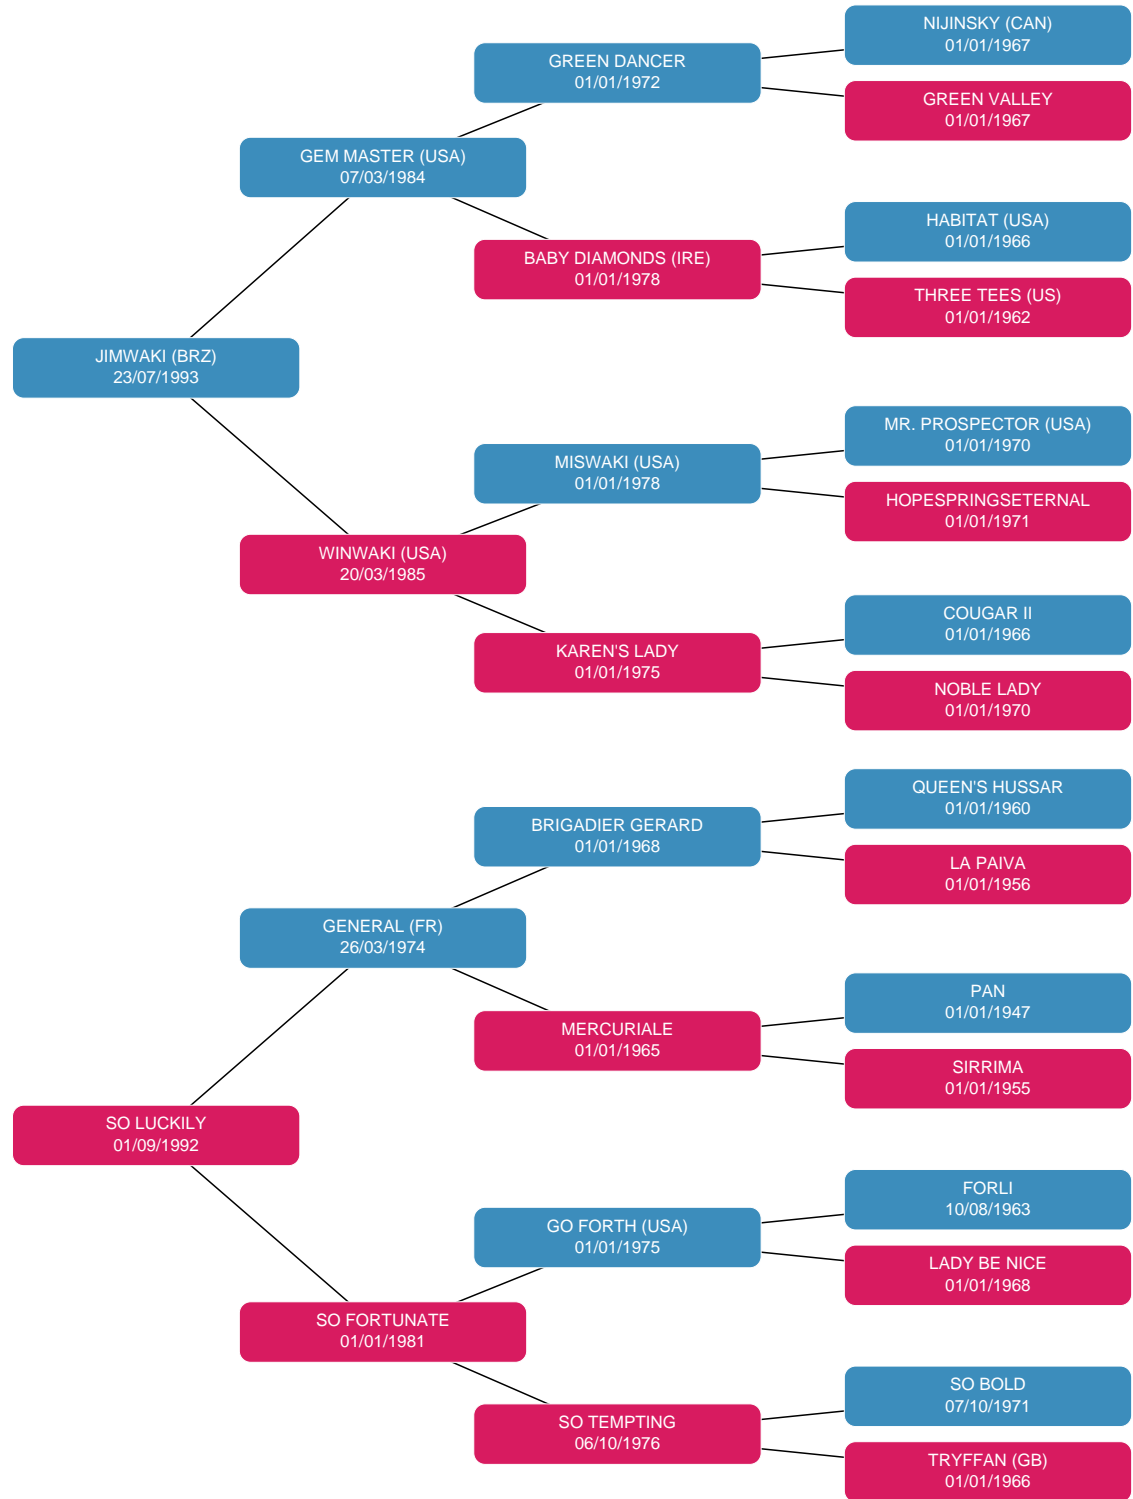 NIJINSKY (CAN)
01/01/1967
GREEN DANCER
01/01/1972
GREEN VALLEY
01/01/1967
GEM MASTER (USA)
07/03/1984
HABITAT (USA)
01/01/1966
BABY DIAMONDS (IRE)
01/01/1978
THREE TEES (US)
01/01/1962
JIMWAKI (BRZ)
23/07/1993
MR. PROSPECTOR (USA)
01/01/1970
MISWAKI (USA)
01/01/1978
HOPESPRINGSETERNAL
01/01/1971
WINWAKI (USA)
20/03/1985
COUGAR II
01/01/1966
KAREN'S LADY
01/01/1975
NOBLE LADY
01/01/1970
QUEEN'S HUSSAR
01/01/1960
BRIGADIER GERARD
01/01/1968
LA PAIVA
01/01/1956
GENERAL (FR)
26/03/1974
PAN
01/01/1947
MERCURIALE
01/01/1965
SIRRIMA
01/01/1955
SO LUCKILY
01/09/1992
FORLI
10/08/1963
GO FORTH (USA)
01/01/1975
LADY BE NICE
01/01/1968
SO FORTUNATE
01/01/1981
SO BOLD
07/10/1971
SO TEMPTING
06/10/1976
TRYFFAN (GB)
01/01/1966